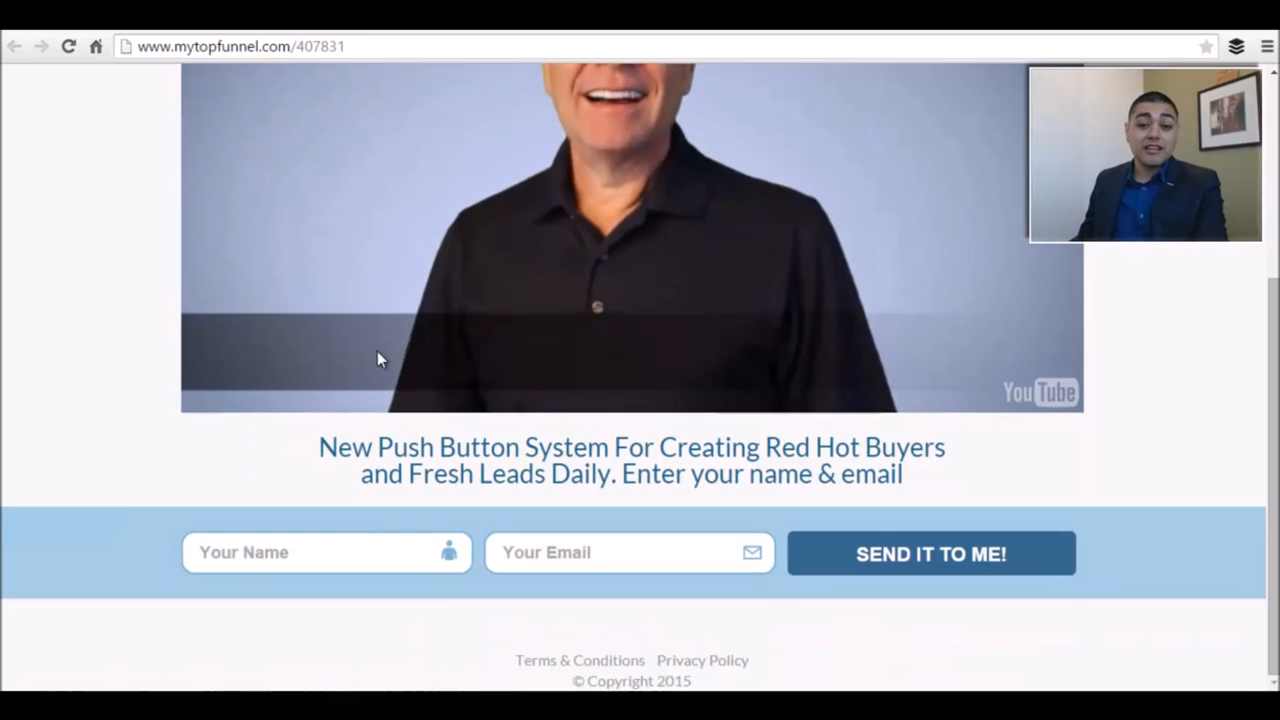 www.mytopfunnel.com/407831
YouTube
New Push Button System For Creating Red Hot Buyers
and Fresh Leads Daily. Enter your name & email
Your Name
Your Email
SEND IT TO ME!
Terms & Conditions Privacy Policy
© Copyright 2015